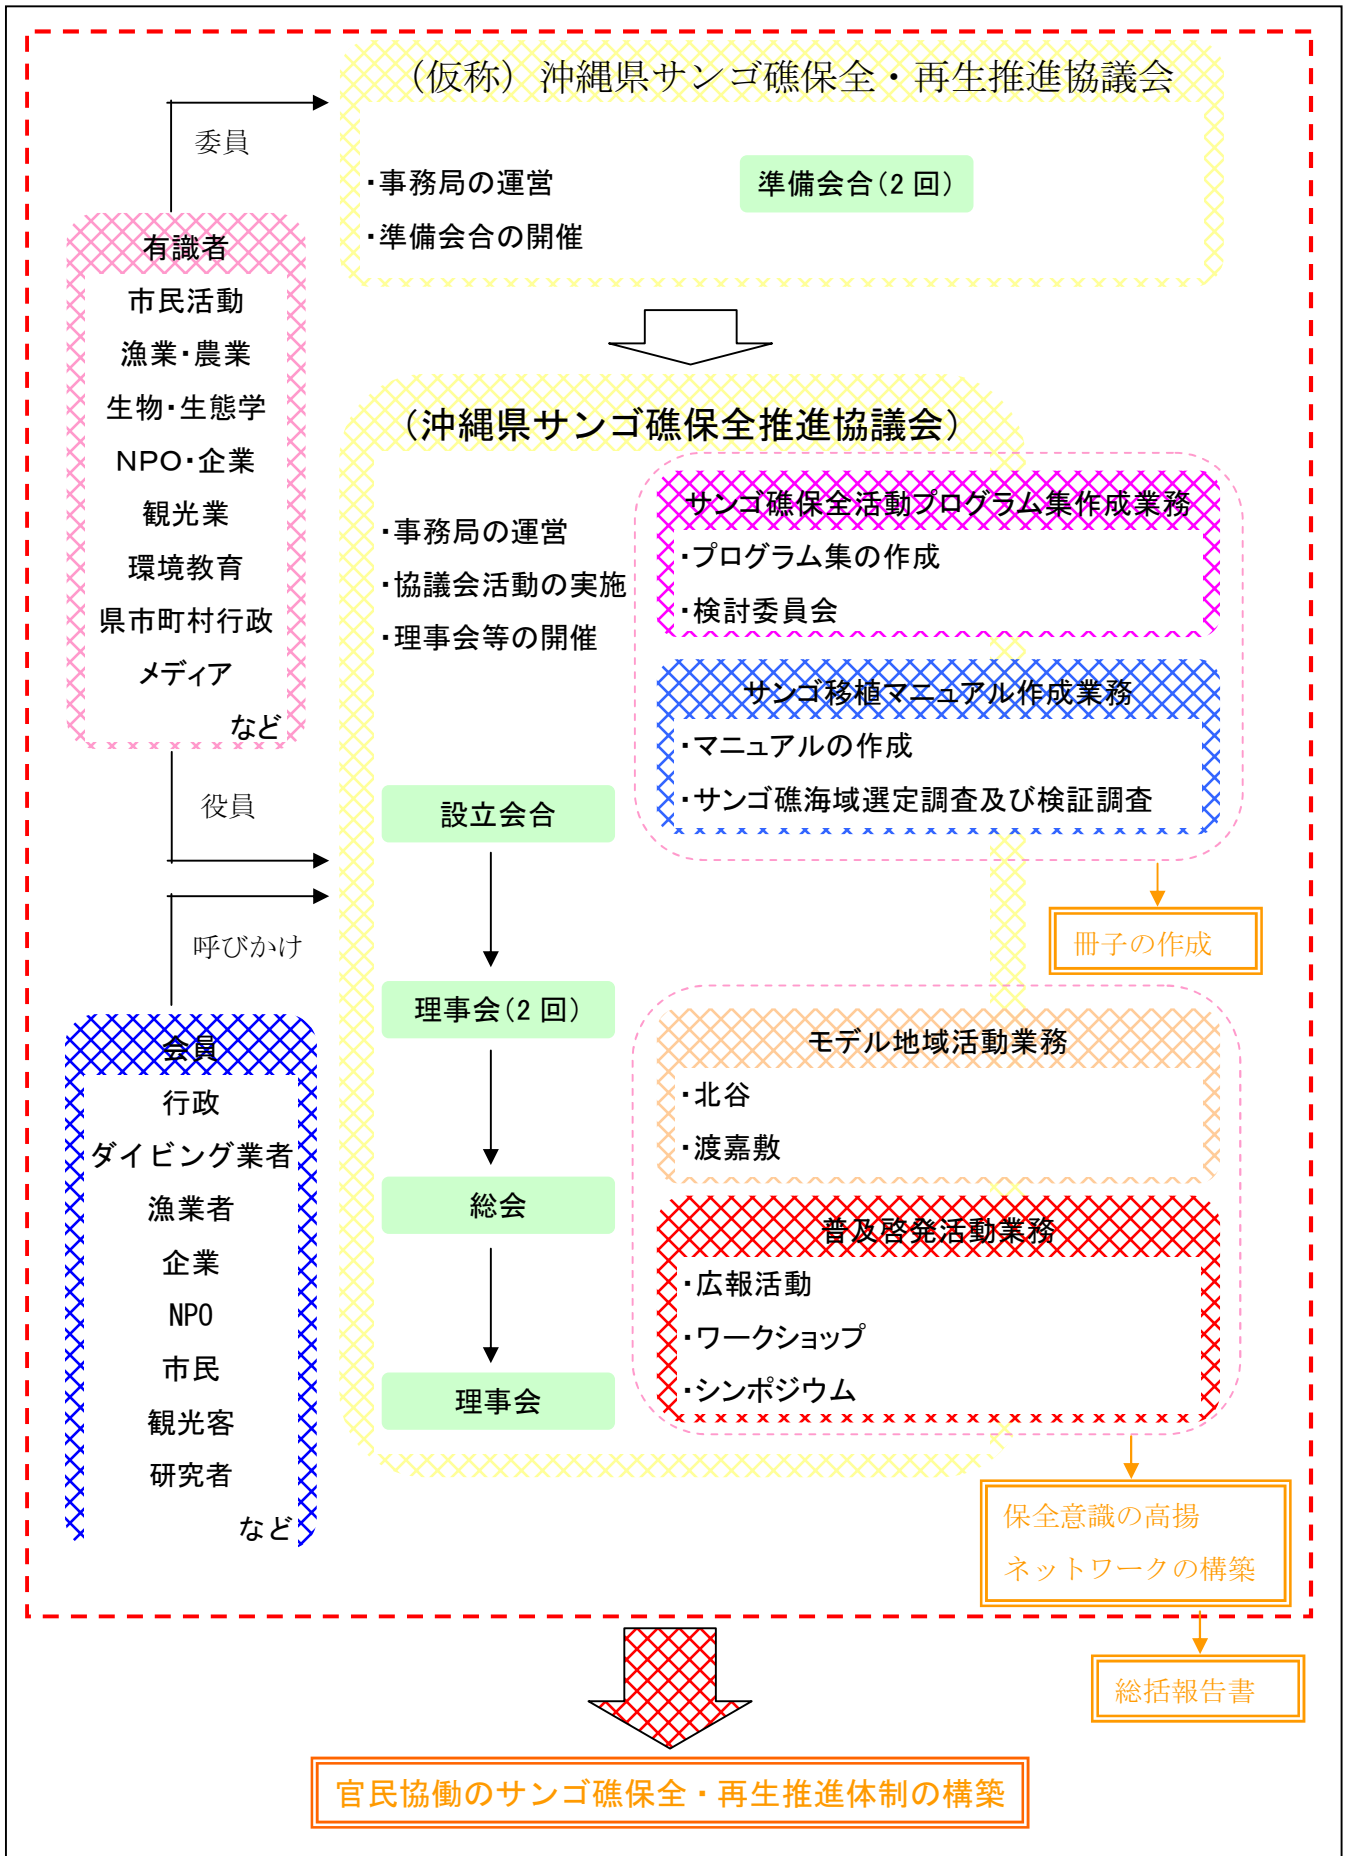 （仮称）沖縄県サンゴ礁保全・再生推進協議会
委員
・事務局の運営
準備会合（2 回）
・準備会合の開催
有識者
市民活動
漁業・農業
生物・生態学
NPO・企業
観光業
環境教育
県市町村行政
メディア
など
役員
（沖縄県サンゴ礁保全推進協議会）
・事務局の運営
・協議会活動の実施
・理事会等の開催
サンゴ礁保全活動プログラム集作成業務
・プログラム集の作成
・検討委員会
サンゴ移植マニュアル作成業務
・マニュアルの作成
・サンゴ礁海域選定調査及び検証調査
冊子の作成
設立会合
理事会（2 回）
総会
理事会
呼びかけ
会員
行政
ダイビング業者
漁業者
企業
NPO
市民
観光客
研究者
など
モデル地域活動業務
・北谷
・渡嘉敷
普及啓発活動業務
・広報活動
・ワークショップ
・シンポジウム
保全意識の高揚
ネットワークの構築
総括報告書
官民協働のサンゴ礁保全・再生推進体制の構築